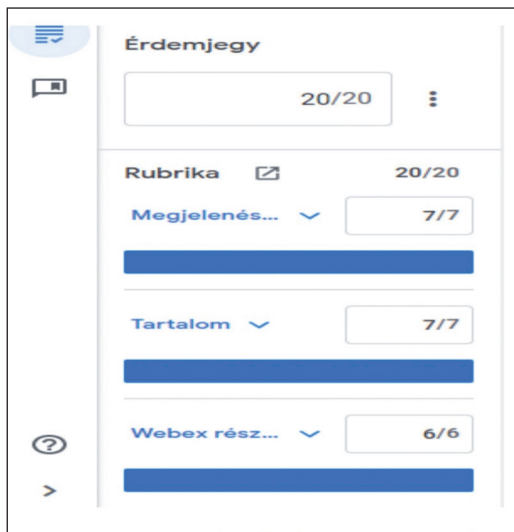 Érdemjegy
20/20
Rubrika 20/20
Megjelenés... 7/7
Tartalom 7/7
Webex rész... 6/6